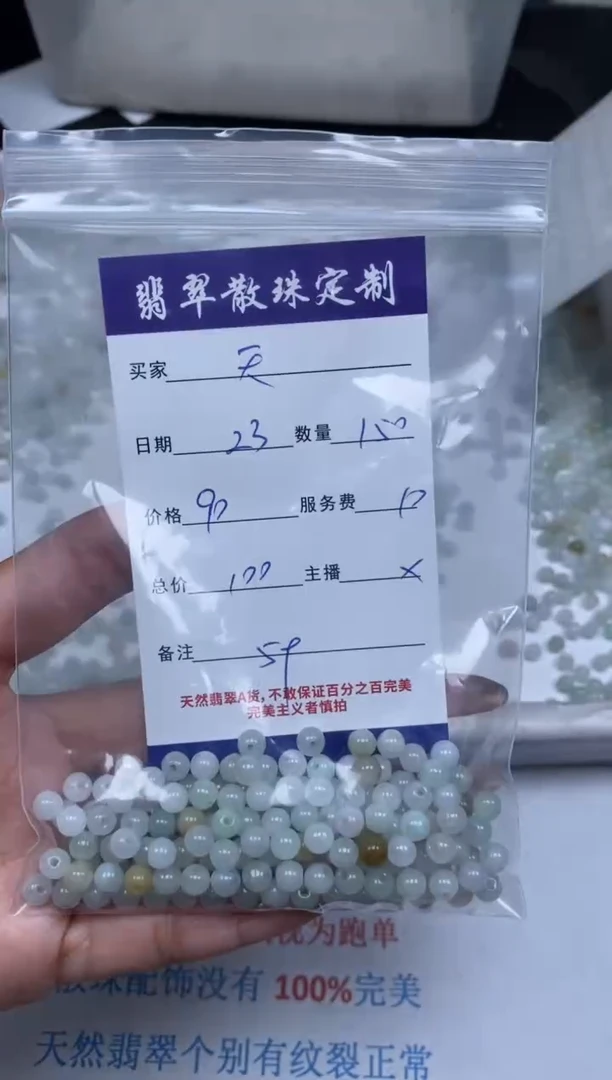 翡翠散珠定制
买家 天
日期 23 数量 150
价格 90 服务费 10
总价 100 主播 x
备注 59
天然翡翠A货,不敢保证百分之百完美
完美主义者慎拍
为跑单
散珠配饰没有 100%完美
天然翡翠个别有纹裂正常